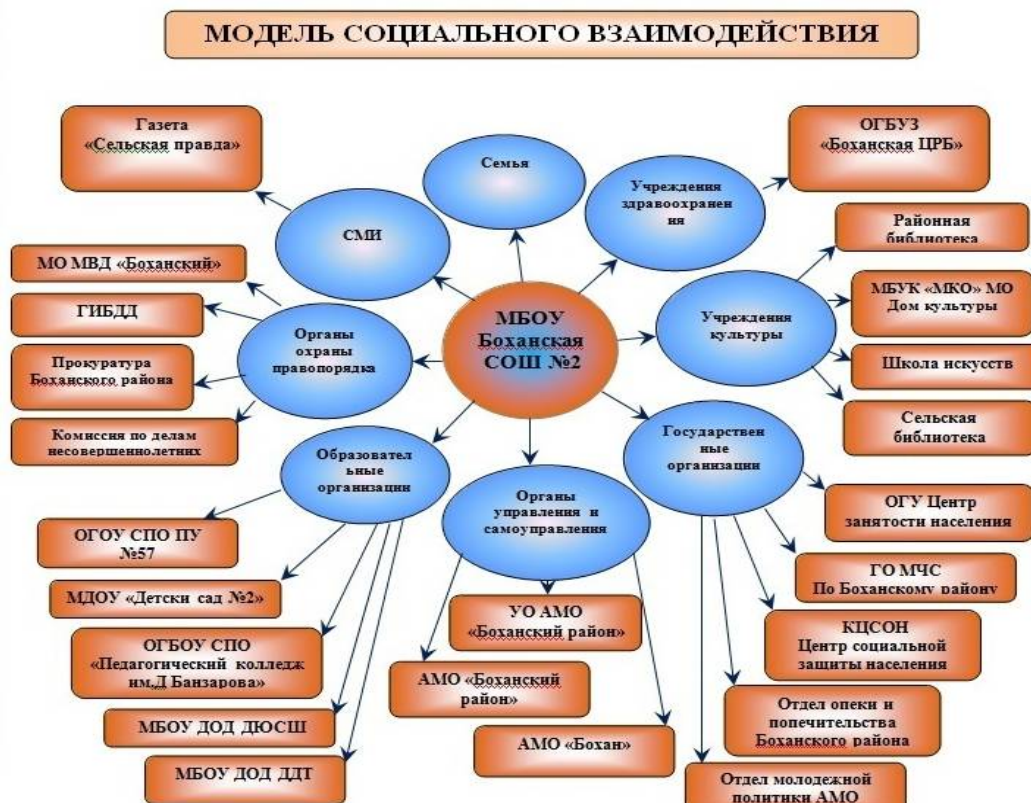 МОДЕЛЬ СОЦИАЛЬНОГО ВЗАИМОДЕЙСТВИЯ
Газета
«Сельская правда»
Семья
ОГБУЗ
«Боханская ЦРБ»
Учреждения
здравоохранен
ия
СМИ
Районная
библиотека
МО МВД «Боханский»
МБУК «МКО» МО
Дом культуры
ГИБДД
Органы
охраны
правопорядка
МБОУ
Боханская
СОШ №2
Учреждения
культуры
Прокуратура
Боханского района
Школа искусств
Комиссия по делам
несовершеннолетних
Сельская
библиотека
Образовател
ьные
организации
Органы
управления и
самоуправления
Государствен
ные
организации
ОГУ Центр
занятости населения
ОГОУ СПО ПУ
№57
ГО МЧС
По Боханскому району
МДОУ «Детски сад №2»
УО АМО
«Боханский район»
КЦСОН
Центр социальной
защиты населения
ОГБОУ СПО
«Педагогический колледж
им.Д Банзарова»
АМО «Боханский
район»
Отдел опеки и
попечительства
Боханского района
МБОУ ДОД ДЮСШ
АМО «Бохан»
МБОУ ДОД ДДТ
Отдел молодежной
политики АМО